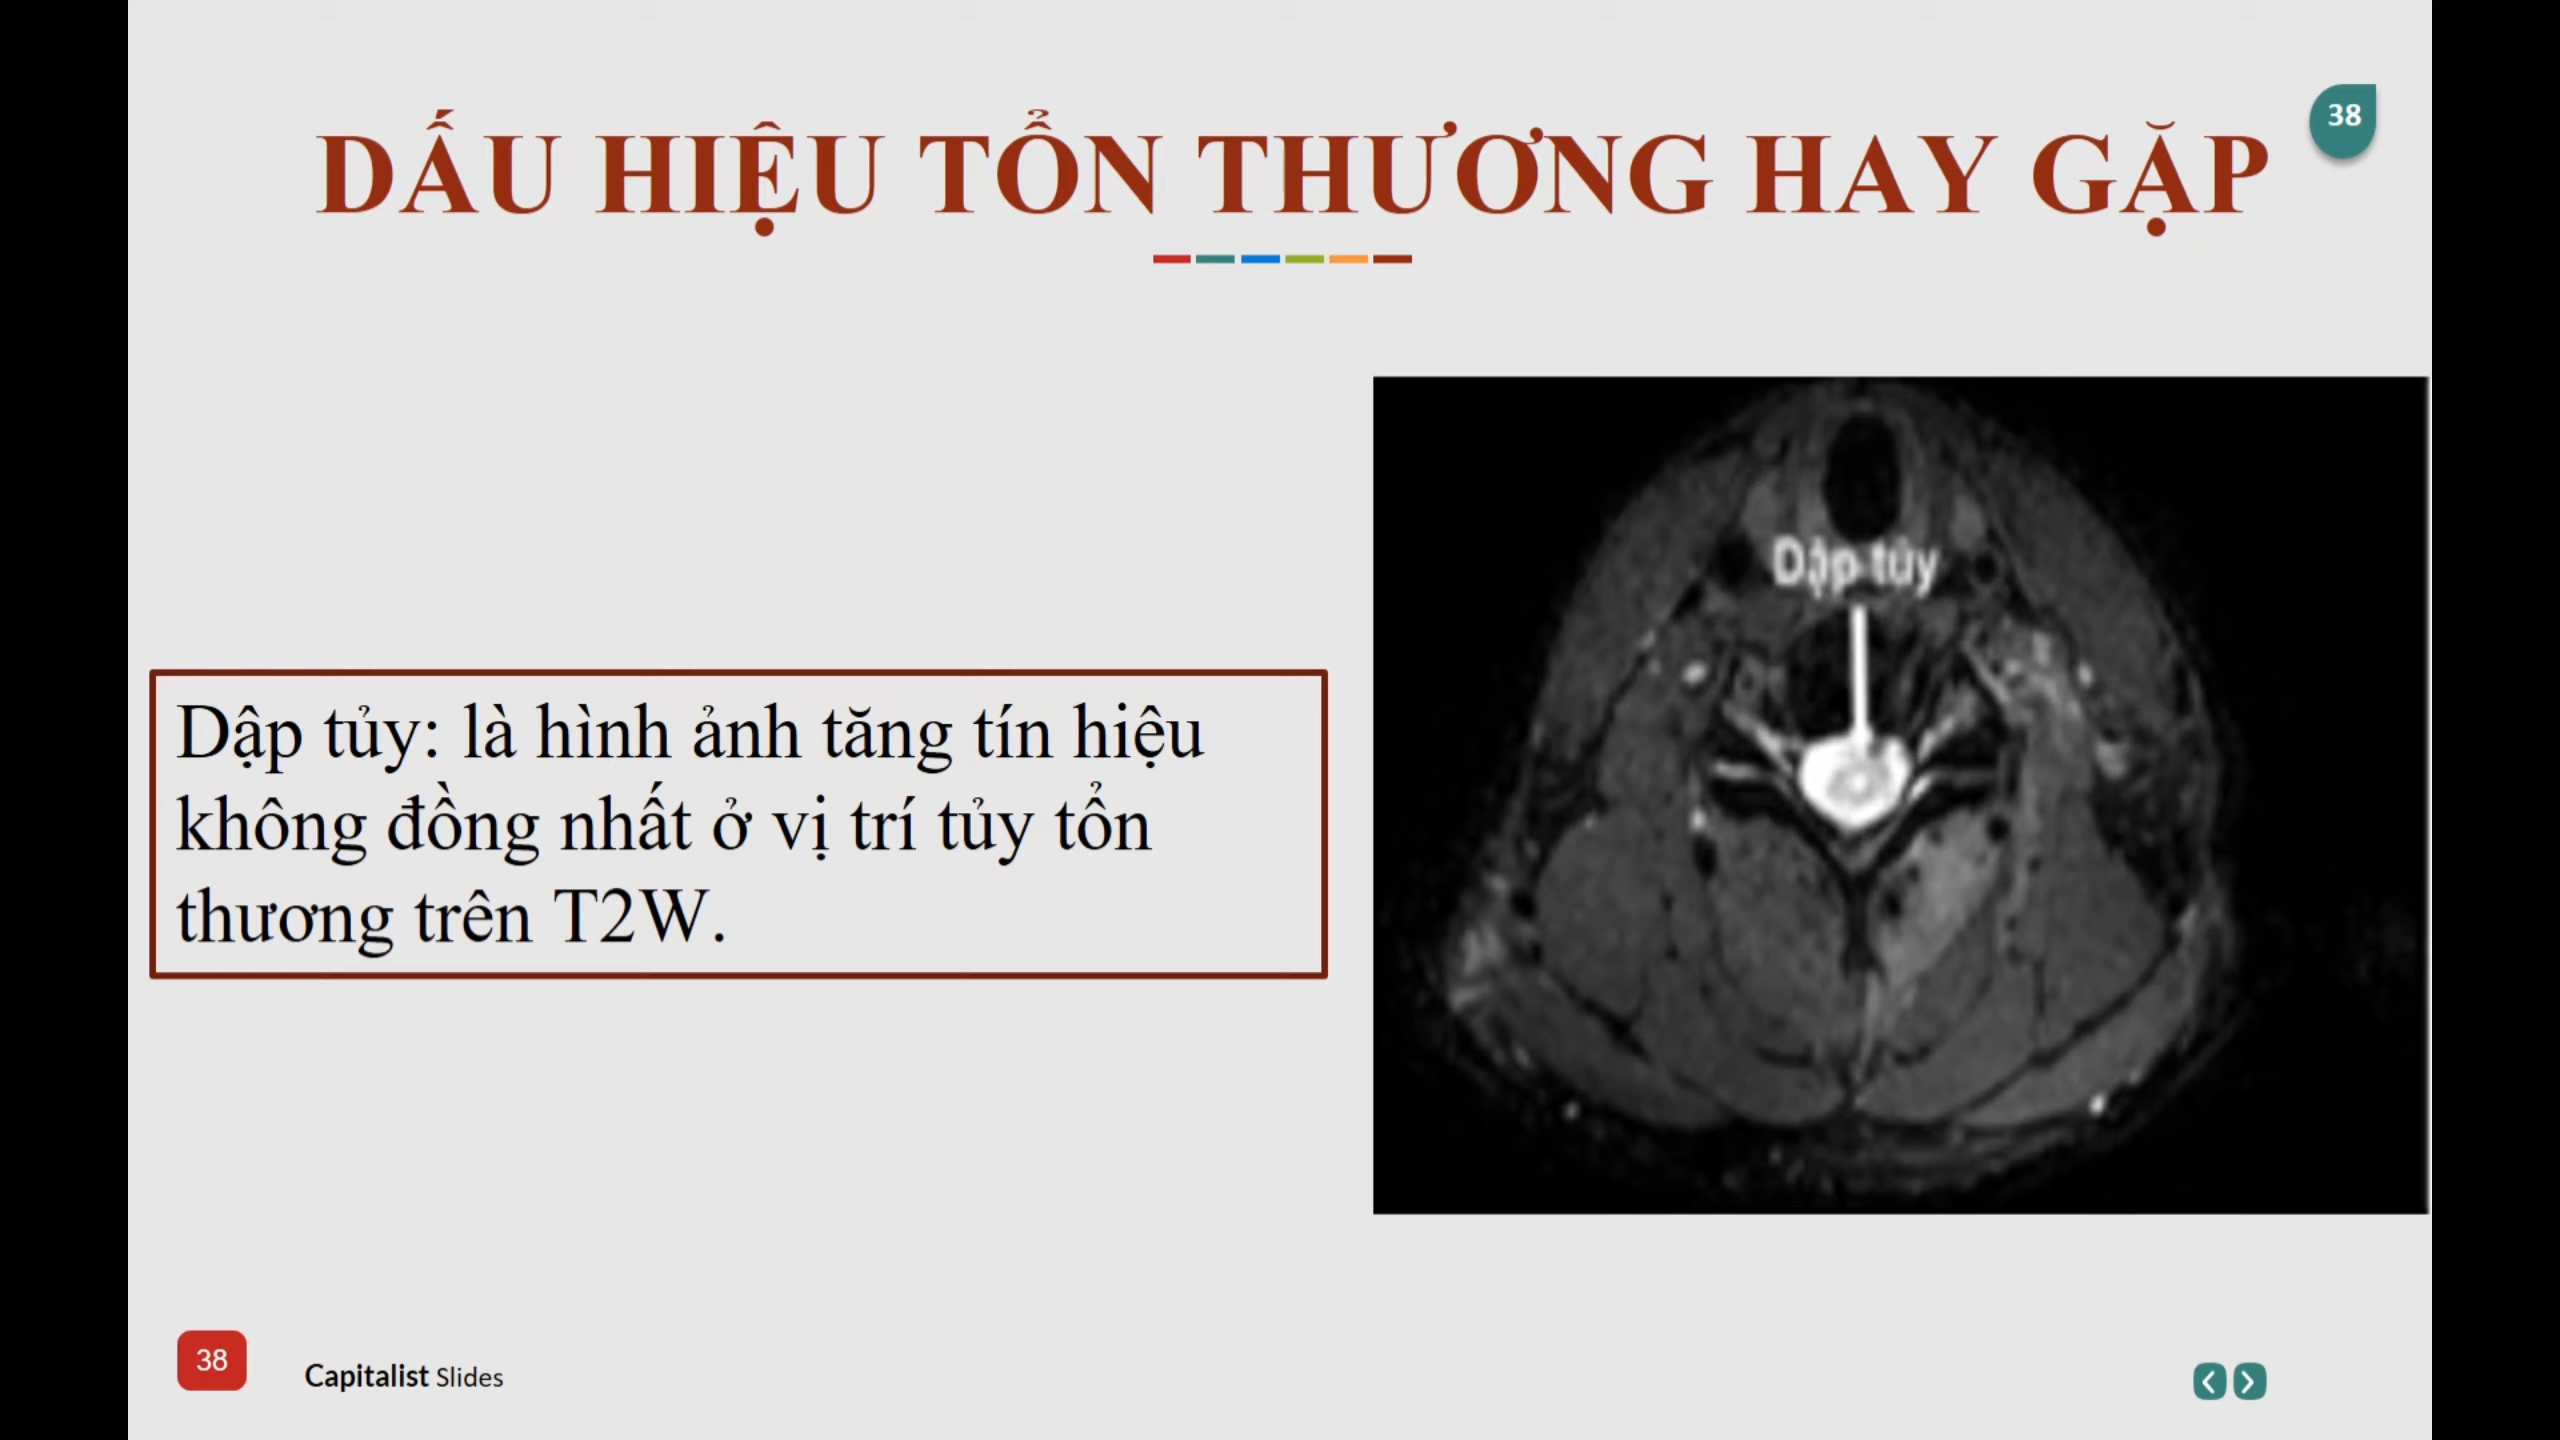 38
DẤU HIỆU TỔN THƯƠNG HAY GẶP
Dập tủy
Dập tủy: là hình ảnh tăng tín hiệu
không đồng nhất ở vị trí tủy tổn
thương trên T2W.
38
Capitalist Slides